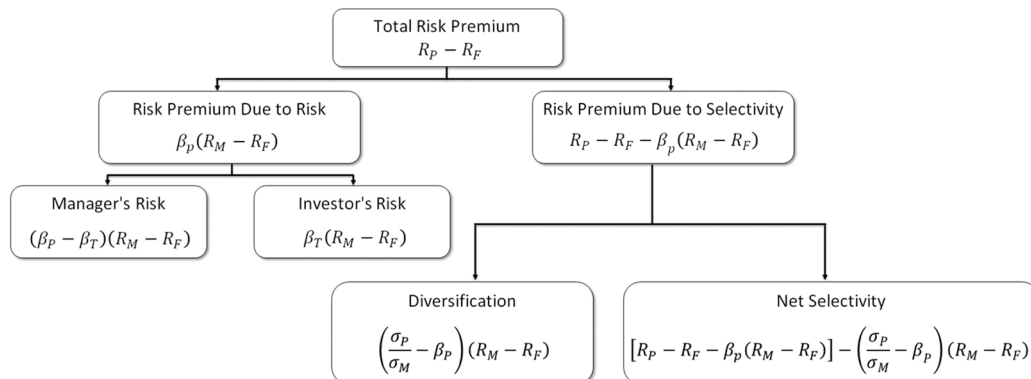 Total Risk Premium
R_P − R_F
Risk Premium Due to Risk
β_p(R_M − R_F)
Risk Premium Due to Selectivity
R_P − R_F − β_p(R_M − R_F)
Manager's Risk
(β_P − β_T)(R_M − R_F)
Investor's Risk
β_T(R_M − R_F)
Diversification
(σ_P/σ_M − β_P)(R_M − R_F)
Net Selectivity
[R_P − R_F − β_p(R_M − R_F)] − (σ_P/σ_M − β_P)(R_M − R_F)